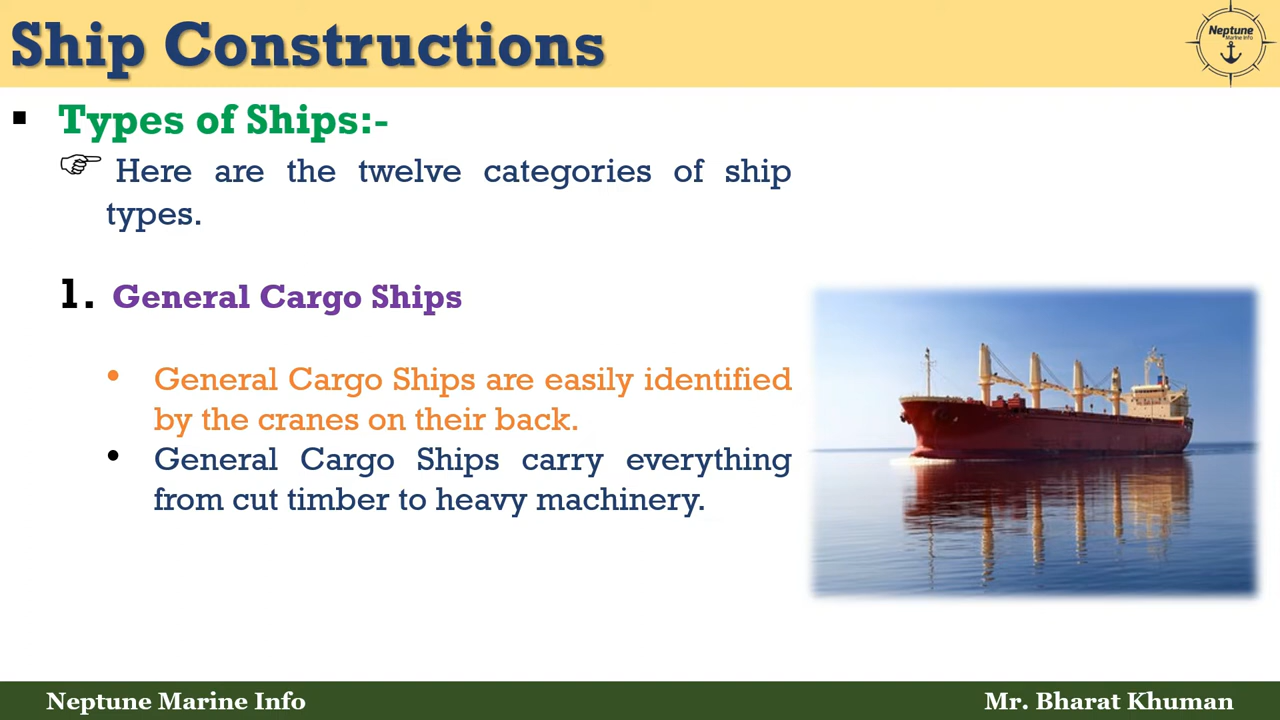 Ship Constructions
Neptune
Marine Info
▪ Types of Ships:-
☞ Here are the twelve categories of ship
types.
1. General Cargo Ships
• General Cargo Ships are easily identified
by the cranes on their back.
• General Cargo Ships carry everything
from cut timber to heavy machinery.
Neptune Marine Info
Mr. Bharat Khuman